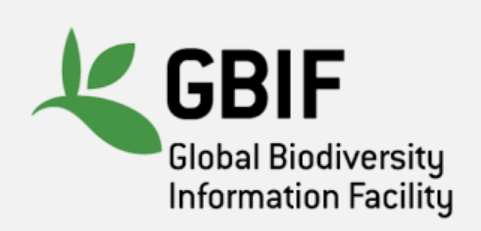 GBIF
Global Biodiversity
Information Facility